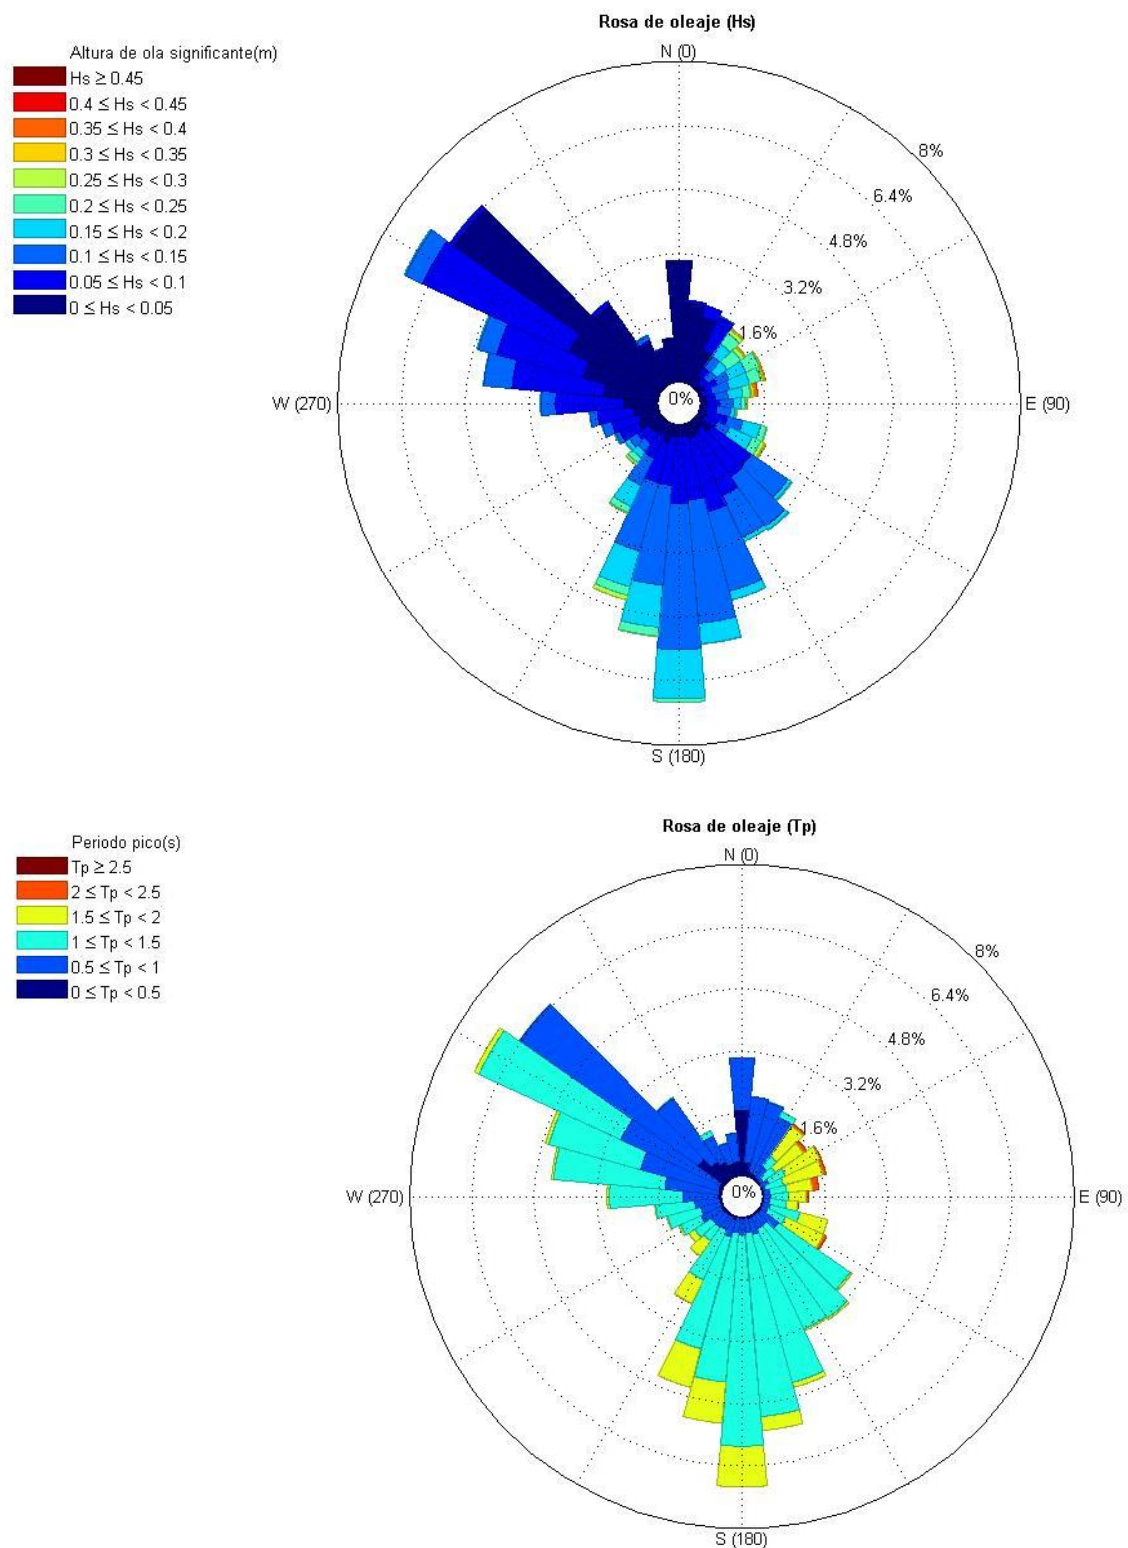 Rosa de oleaje (Hs)
Altura de ola significante(m)
Hs ≥ 0.45
0.4 ≤ Hs < 0.45
0.35 ≤ Hs < 0.4
0.3 ≤ Hs < 0.35
0.25 ≤ Hs < 0.3
0.2 ≤ Hs < 0.25
0.15 ≤ Hs < 0.2
0.1 ≤ Hs < 0.15
0.05 ≤ Hs < 0.1
0 ≤ Hs < 0.05
N (0)
8%
6.4%
4.8%
3.2%
1.6%
0%
W (270)
E (90)
S (180)
Rosa de oleaje (Tp)
Periodo pico(s)
Tp ≥ 2.5
2 ≤ Tp < 2.5
1.5 ≤ Tp < 2
1 ≤ Tp < 1.5
0.5 ≤ Tp < 1
0 ≤ Tp < 0.5
N (0)
8%
6.4%
4.8%
3.2%
1.6%
0%
W (270)
E (90)
S (180)